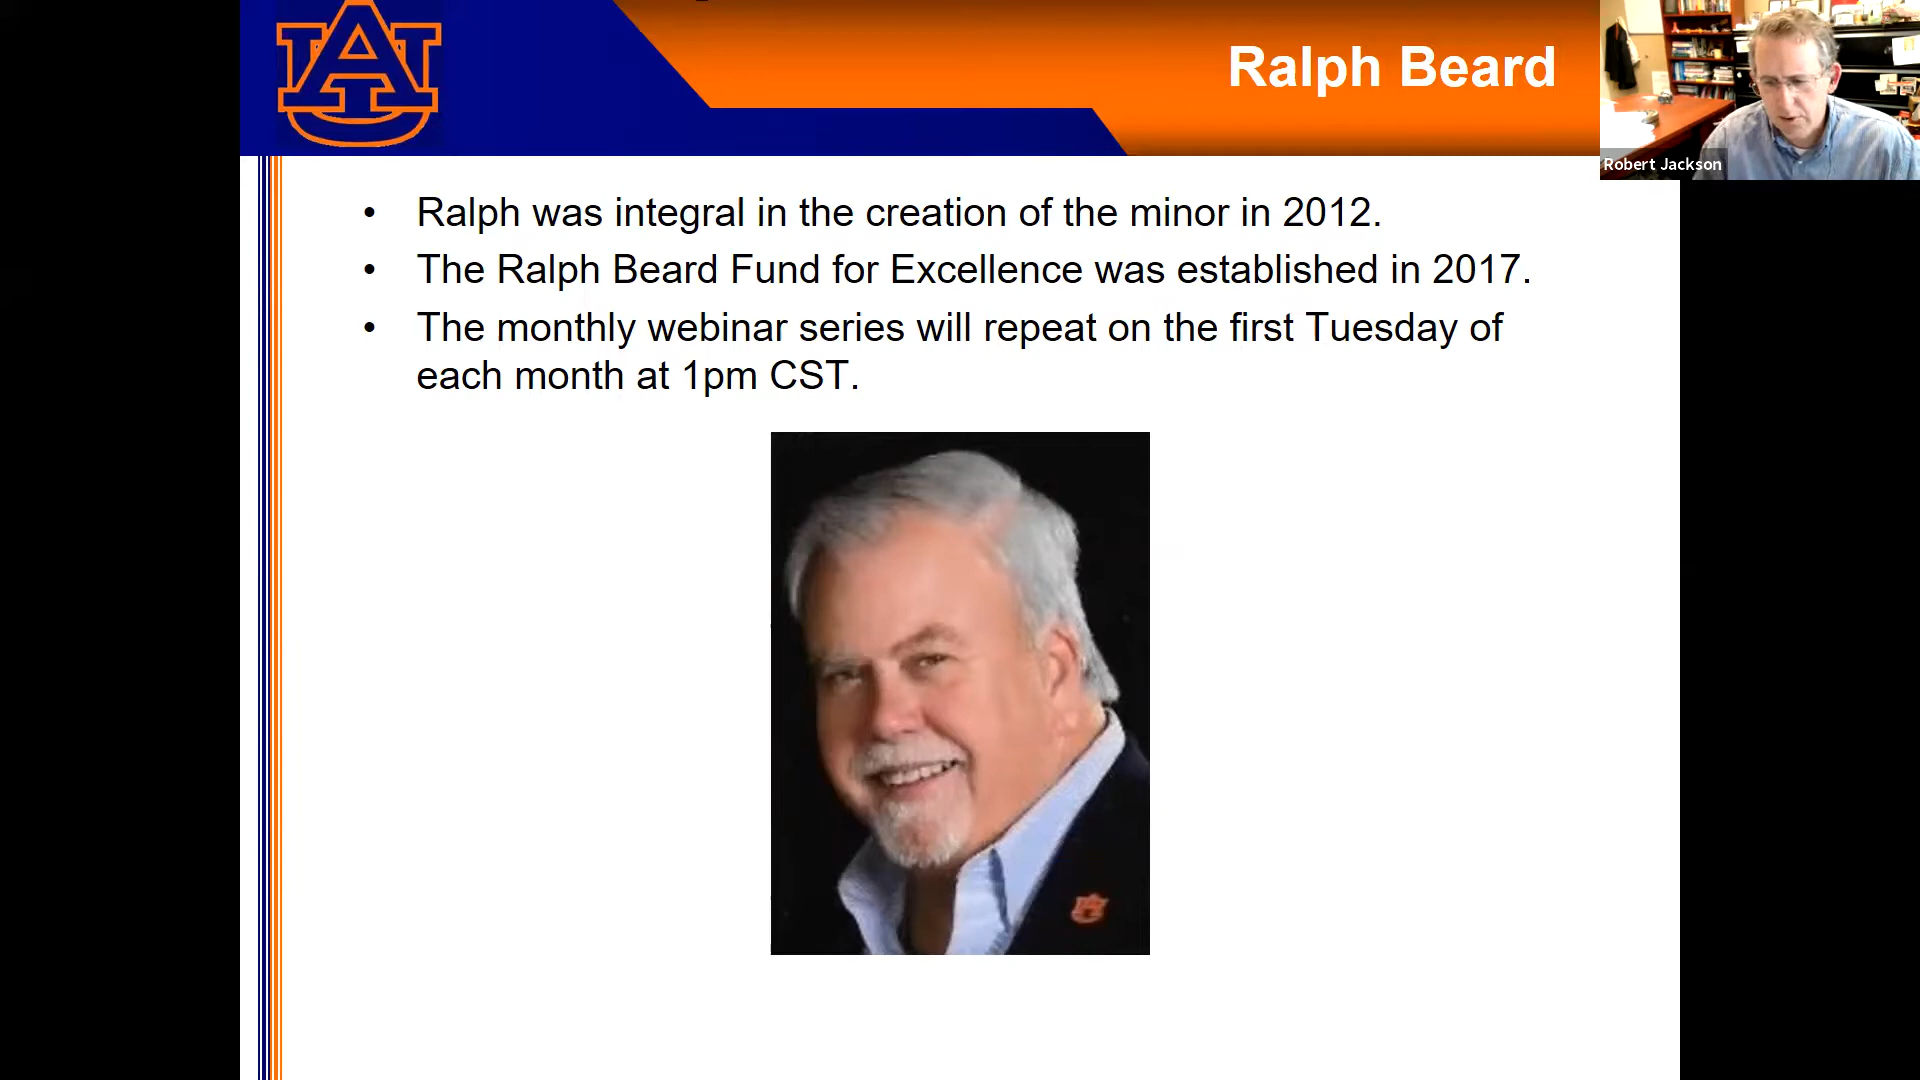 Ralph Beard
Robert Jackson
• Ralph was integral in the creation of the minor in 2012.
• The Ralph Beard Fund for Excellence was established in 2017.
• The monthly webinar series will repeat on the first Tuesday of
each month at 1pm CST.
AU
AU